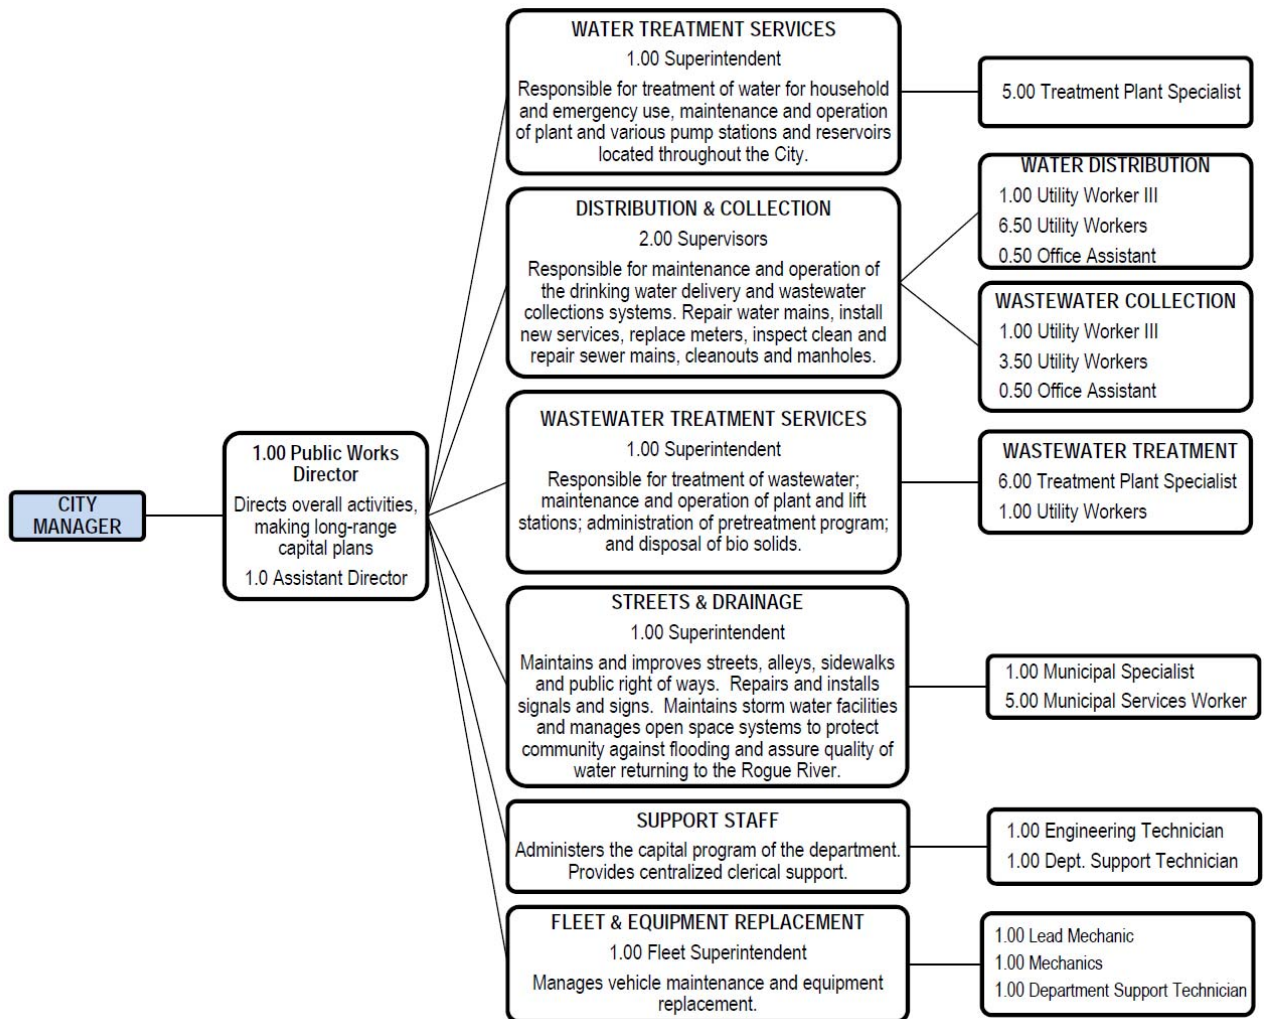 CITY
MANAGER
1.00 Public Works
Director
Directs overall activities,
making long-range
capital plans
1.0 Assistant Director
WATER TREATMENT SERVICES
1.00 Superintendent
Responsible for treatment of water for household
and emergency use, maintenance and operation
of plant and various pump stations and reservoirs
located throughout the City.
5.00 Treatment Plant Specialist
DISTRIBUTION & COLLECTION
2.00 Supervisors
Responsible for maintenance and operation of
the drinking water delivery and wastewater
collections systems. Repair water mains, install
new services, replace meters, inspect clean and
repair sewer mains, cleanouts and manholes.
WATER DISTRIBUTION
1.00 Utility Worker III
6.50 Utility Workers
0.50 Office Assistant
WASTEWATER COLLECTION
1.00 Utility Worker III
3.50 Utility Workers
0.50 Office Assistant
WASTEWATER TREATMENT SERVICES
1.00 Superintendent
Responsible for treatment of wastewater;
maintenance and operation of plant and lift
stations; administration of pretreatment program;
and disposal of bio solids.
WASTEWATER TREATMENT
6.00 Treatment Plant Specialist
1.00 Utility Workers
STREETS & DRAINAGE
1.00 Superintendent
Maintains and improves streets, alleys, sidewalks
and public right of ways. Repairs and installs
signals and signs. Maintains storm water facilities
and manages open space systems to protect
community against flooding and assure quality of
water returning to the Rogue River.
1.00 Municipal Specialist
5.00 Municipal Services Worker
SUPPORT STAFF
Administers the capital program of the department.
Provides centralized clerical support.
1.00 Engineering Technician
1.00 Dept. Support Technician
FLEET & EQUIPMENT REPLACEMENT
1.00 Fleet Superintendent
Manages vehicle maintenance and equipment
replacement.
1.00 Lead Mechanic
1.00 Mechanics
1.00 Department Support Technician